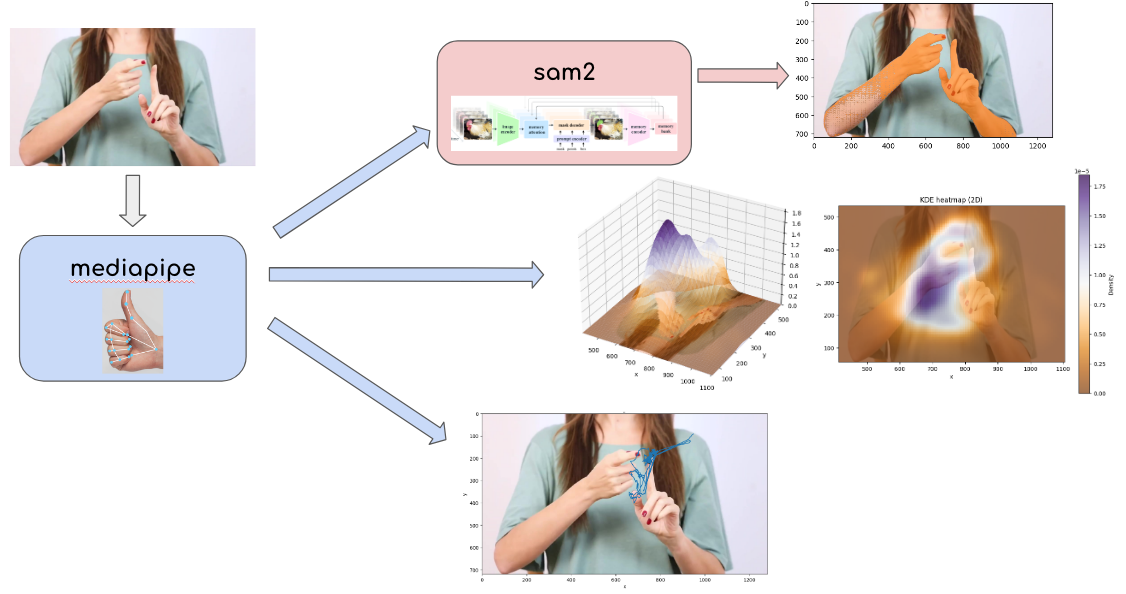 sam2
image
encoder
memory
attention
mask decoder
prompt encoder
mask points box
memory
encoder
memory
bank
mediapipe
0
100
200
300
400
500
600
700
0 200 400 600 800 1000 1200
1.8
1.6
1.4
1.2
1.0
0.8
0.6
0.4
0.2
0.0
500
400
300
200
100
y
500
600
700
800
900
1000
1100
x
KDE heatmap (2D)
500
400
300
200
100
y
500 600 700 800 900 1000 1100
x
1e-5
1.75
1.50
1.25
1.00
0.75
0.50
0.25
0.00
Density
0
100
200
300
400
500
600
700
y
0 200 400 600 800 1000 1200
x